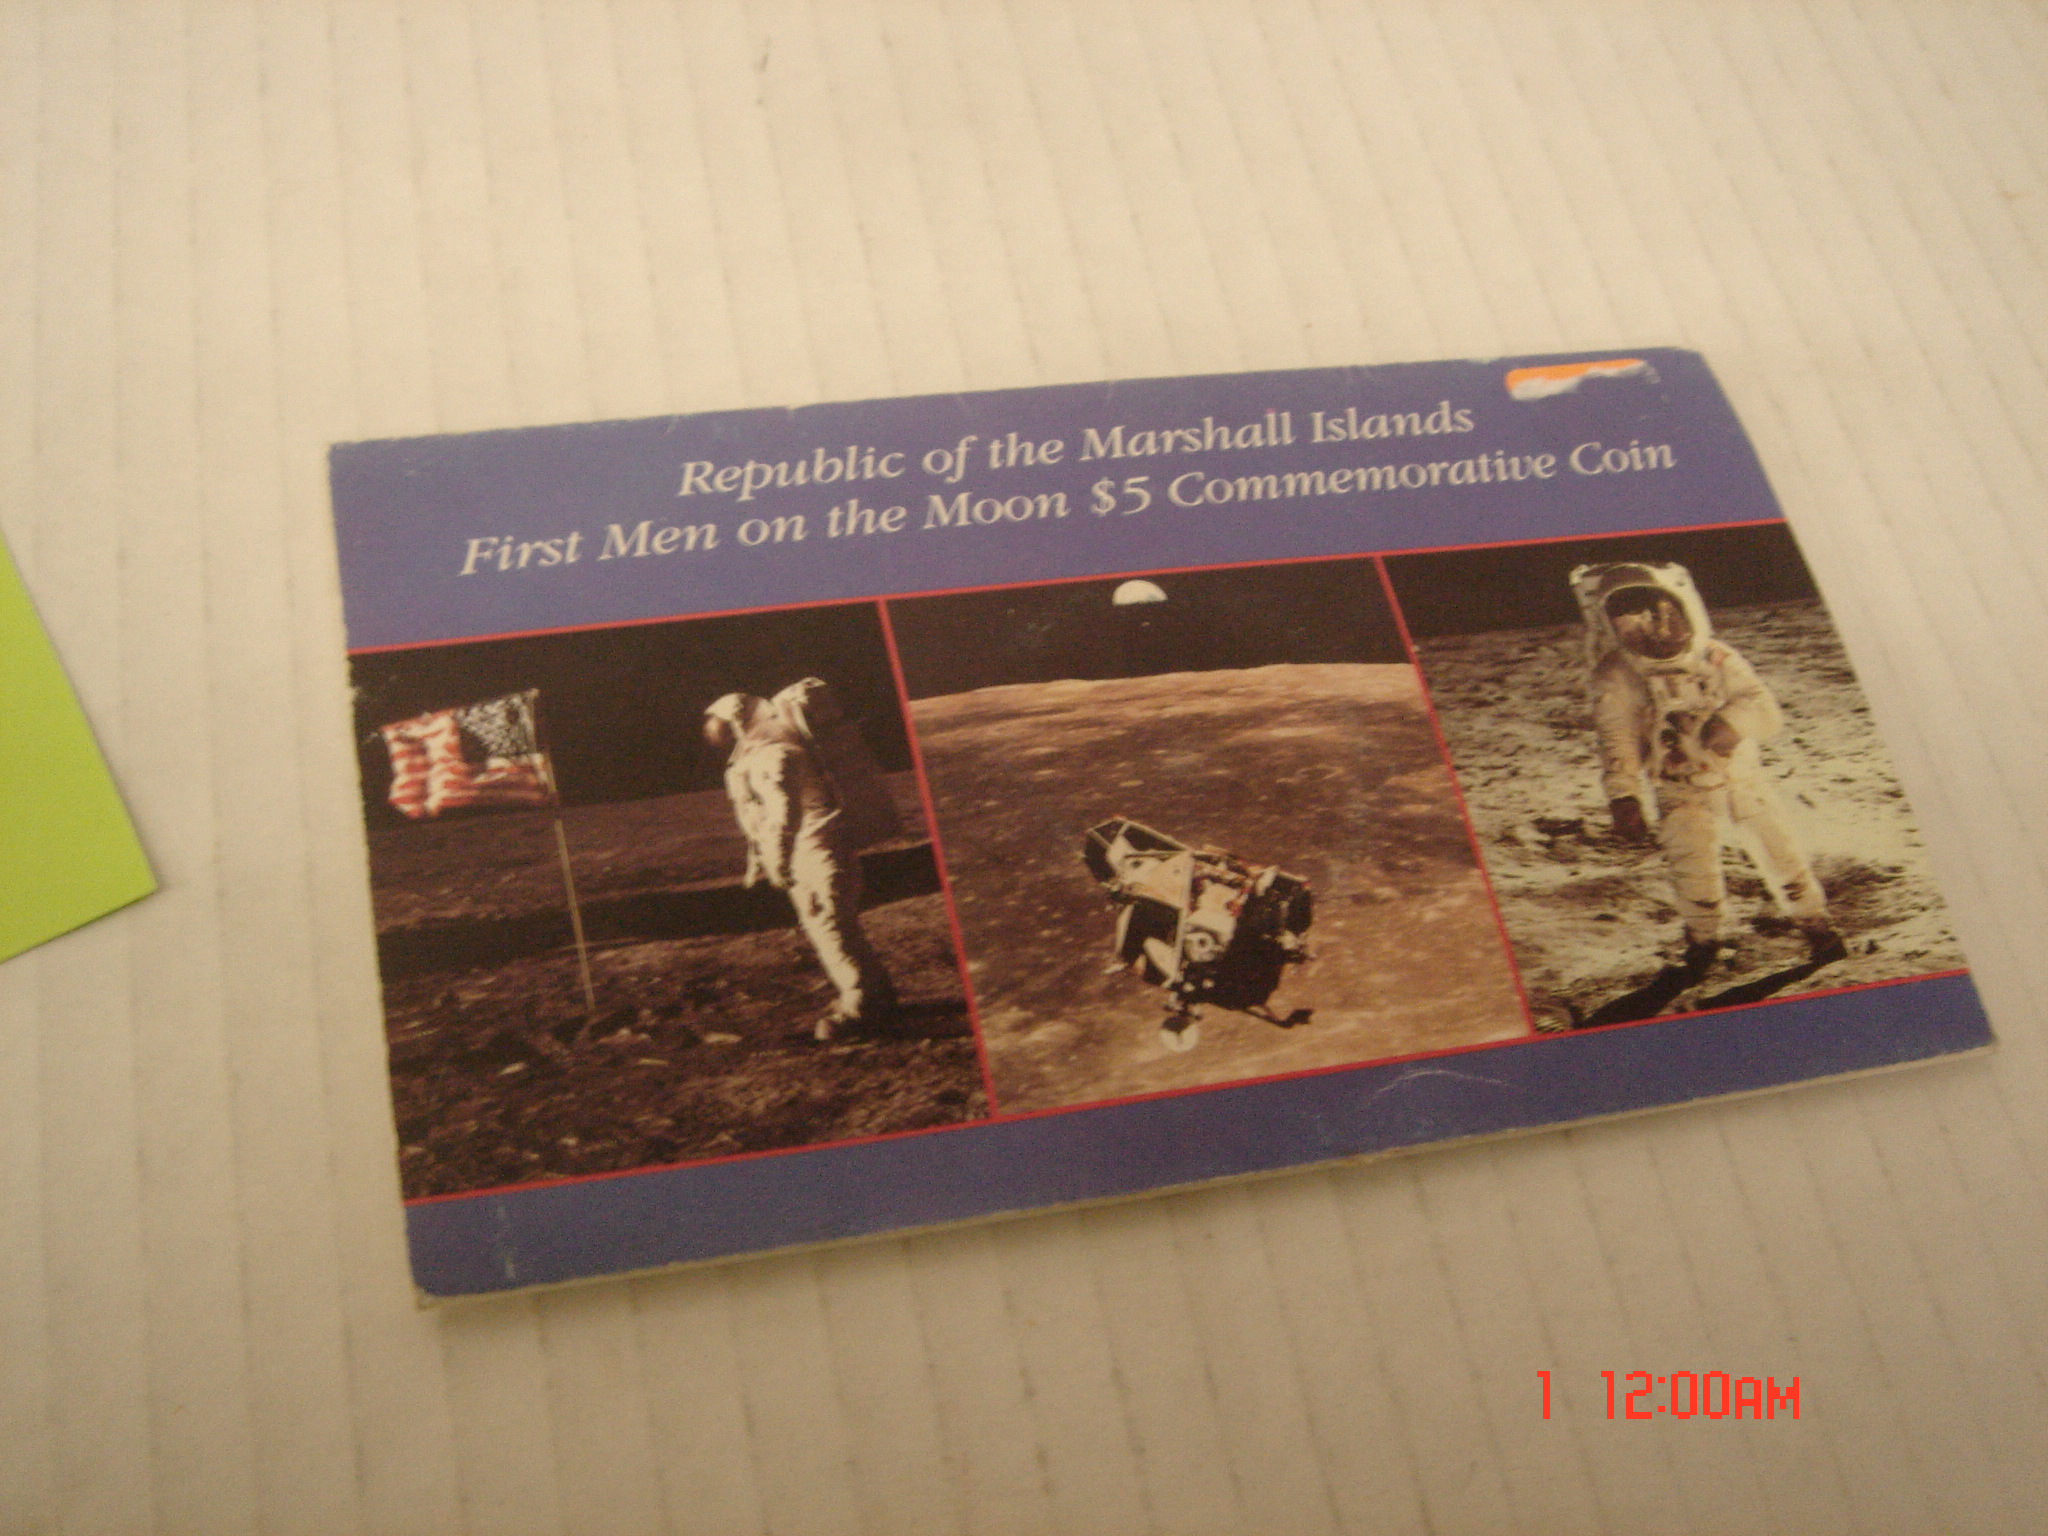 Republic of the Marshall Islands
First Men on the Moon $5 Commemorative Coin
1 12:00AM